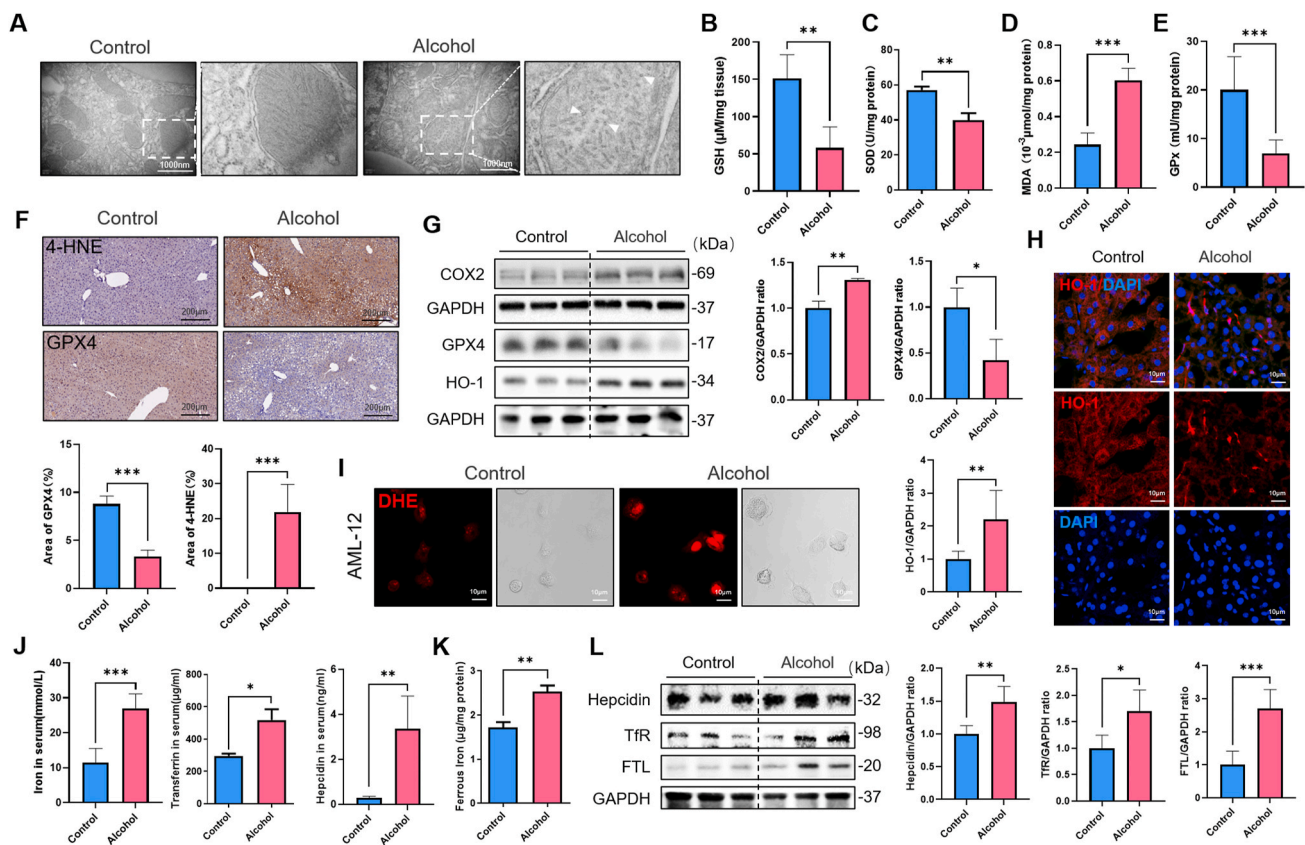 A
Control
Alcohol
1000nm
1000nm
B
GSH (μM/mg tissue)
200
150
100
50
0
**
Control
Alcohol
C
SOD (U/mg protein)
80
60
40
20
0
**
Control
Alcohol
D
MDA (10⁻³μmol/mg protein)
0.8
0.6
0.4
0.2
0.0
***
Control
Alcohol
E
GPx (mU/mg protein)
30
20
10
0
***
Control
Alcohol
F
Control
Alcohol
4-HNE
200μm
200μm
GPX4
200μm
200μm
Area of GPX4(%)
15
10
5
0
***
Control
Alcohol
Area of 4-HNE(%)
40
30
20
10
0
***
Control
Alcohol
G
Control
Alcohol
(kDa)
COX2
-69
GAPDH
-37
GPX4
-17
HO-1
-34
GAPDH
-37
COX2/GAPDH ratio
1.5
1.0
0.5
0.0
**
Control
Alcohol
GPX4/GAPDH ratio
1.5
1.0
0.5
0.0
*
Control
Alcohol
HO-1/GAPDH ratio
4
3
2
1
0
**
Control
Alcohol
H
Control
Alcohol
HO-1/DAPI
10μm
10μm
HO-1
10μm
10μm
DAPI
10μm
10μm
I
Control
Alcohol
AML-12
DHE
10μm
10μm
10μm
10μm
J
Iron in serum(mmol/L)
40
30
20
10
0
***
Control
Alcohol
Transferrin in serum(μg/ml)
800
600
400
200
0
*
Control
Alcohol
Hepcidin in serum(ng/ml)
6
4
2
0
**
Control
Alcohol
K
Ferrous Iron (μg/mg protein)
3
2
1
0
**
Control
Alcohol
L
Control
Alcohol
(kDa)
Hepcidin
-32
TfR
-98
FTL
-20
GAPDH
-37
Hepcidin/GAPDH ratio
2.0
1.5
1.0
0.5
0.0
**
Control
Alcohol
TfR/GAPDH ratio
2.5
2.0
1.5
1.0
0.5
0.0
*
Control
Alcohol
FTL/GAPDH ratio
4
3
2
1
0
***
Control
Alcohol